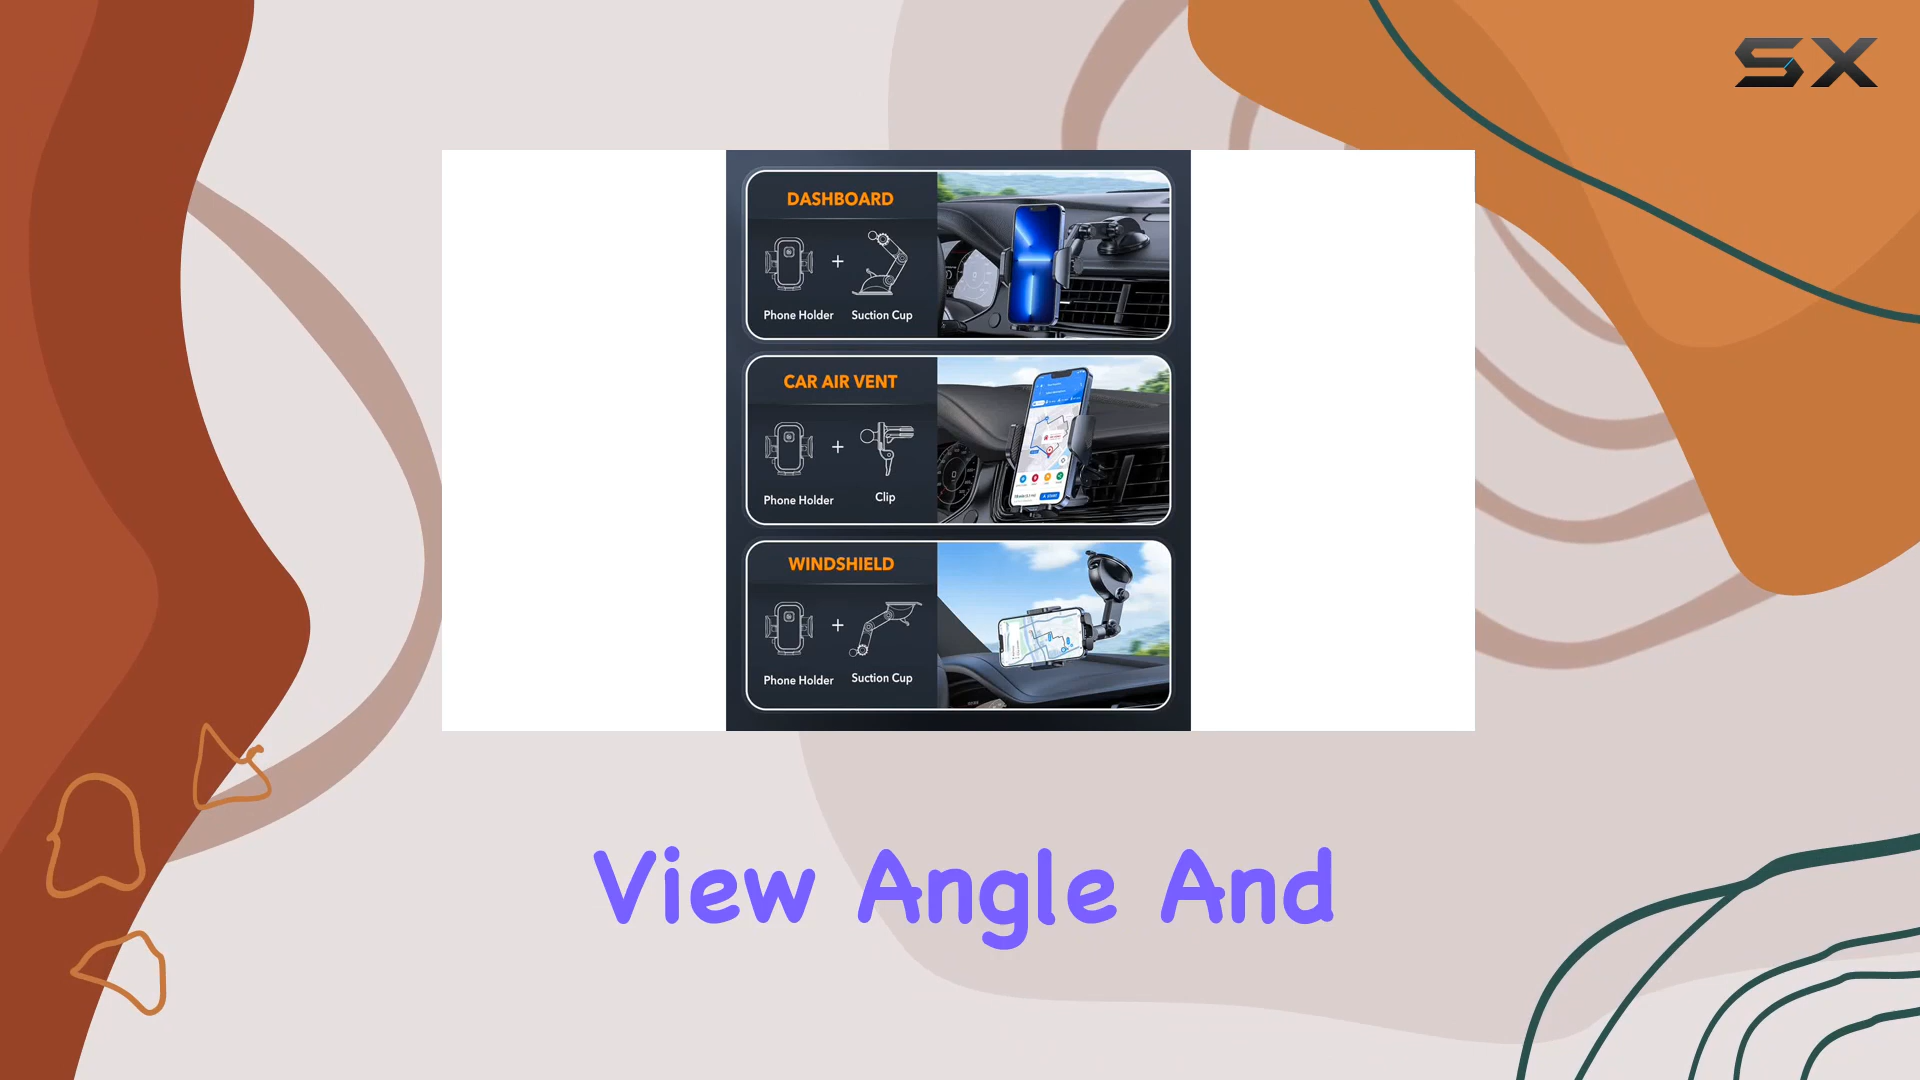 SX
DASHBOARD
+
Phone Holder Suction Cup
CAR AIR VENT
+
Phone Holder Clip
WINDSHIELD
+
Phone Holder Suction Cup
View Angle And